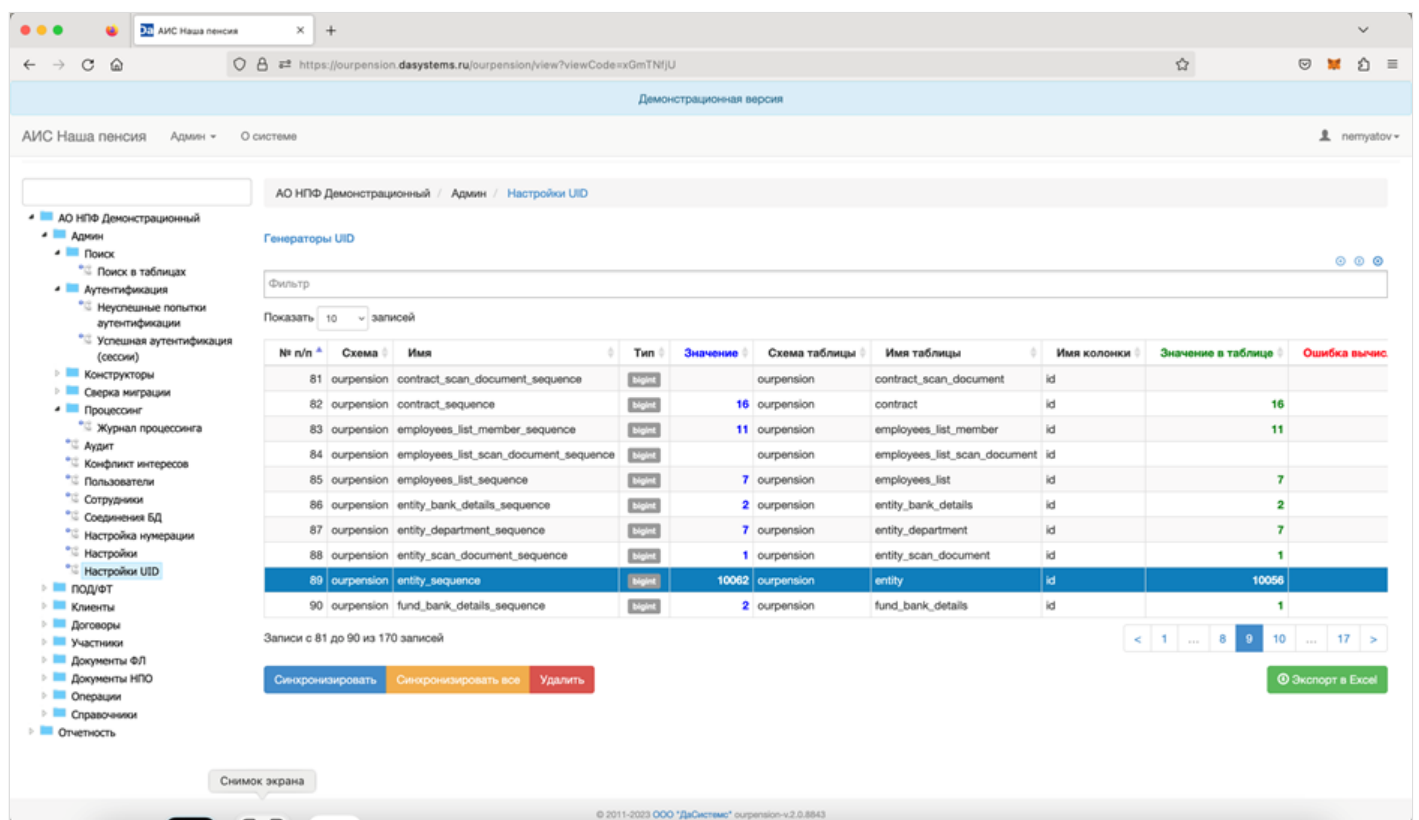 АИС Наша пенсия
https://ourpension.dasystems.ru/ourpension/view?viewCode=xGmTNfjU
Демонстрационная версия
АИС Наша пенсия Админ О системе nemyatov
АО НПФ Демонстрационный / Админ / Настройки UID
АО НПФ Демонстрационный
Админ
Поиск
Поиск в таблицах
Аутентификация
Неуспешные попытки
аутентификации
Успешная аутентификация
(сессии)
Конструкторы
Сверка миграции
Процессинг
Журнал процессинга
Аудит
Конфликт интересов
Пользователи
Сотрудники
Соединения БД
Настройка нумерации
Настройки
Настройки UID
ПОД/ФТ
Клиенты
Договоры
Участники
Документы ФЛ
Документы НПО
Операции
Справочники
Отчетность
Генераторы UID
Фильтр
Показать 10 записей
№ п/п Схема Имя Тип Значение Схема таблицы Имя таблицы Имя колонки Значение в таблице Ошибка вычис.
81 ourpension contract_scan_document_sequence bigint ourpension contract_scan_document id
82 ourpension contract_sequence bigint 16 ourpension contract id 16
83 ourpension employees_list_member_sequence bigint 11 ourpension employees_list_member id 11
84 ourpension employees_list_scan_document_sequence bigint ourpension employees_list_scan_document id
85 ourpension employees_list_sequence bigint 7 ourpension employees_list id 7
86 ourpension entity_bank_details_sequence bigint 2 ourpension entity_bank_details id 2
87 ourpension entity_department_sequence bigint 7 ourpension entity_department id 7
88 ourpension entity_scan_document_sequence bigint 1 ourpension entity_scan_document id 1
89 ourpension entity_sequence bigint 10062 ourpension entity id 10056
90 ourpension fund_bank_details_sequence bigint 2 ourpension fund_bank_details id 1
Записи с 81 до 90 из 170 записей
< 1 ... 8 9 10 ... 17 >
Синхронизировать Синхронизировать все Удалить Экспорт в Excel
Снимок экрана
© 2011-2023 ООО "ДаСистемс" ourpension-v.2.0.8843